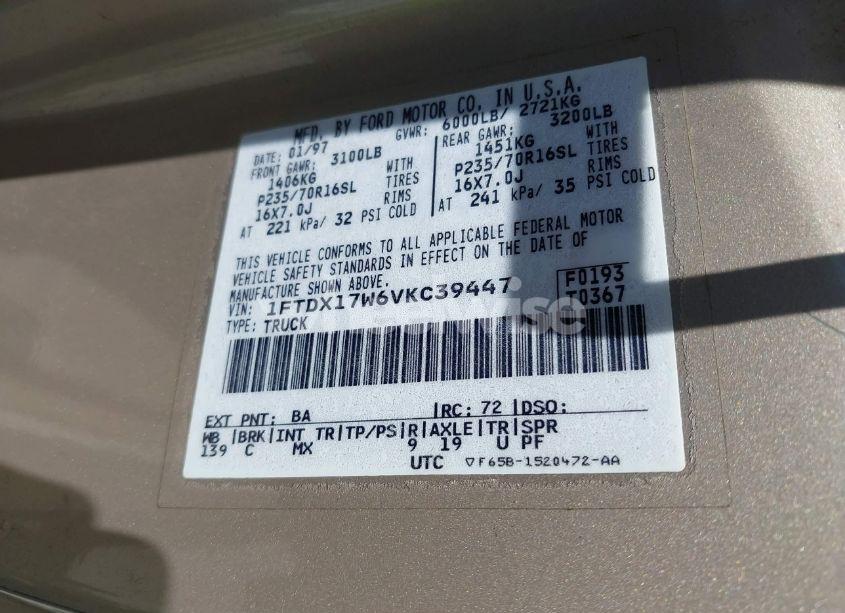 MFD. BY FORD MOTOR CO. IN U.S.A.
DATE: 01/97 GVWR: 6000LB/ 2721KG
FRONT GAWR: 3100LB REAR GAWR: 3200LB
1406KG WITH 1451KG WITH
P235/70R16SL TIRES P235/70R16SL TIRES
16X7.0J RIMS 16X7.0J RIMS
AT 221 kPa/ 32 PSI COLD AT 241 kPa/ 35 PSI COLD
THIS VEHICLE CONFORMS TO ALL APPLICABLE FEDERAL MOTOR
VEHICLE SAFETY STANDARDS IN EFFECT ON THE DATE OF
MANUFACTURE SHOWN ABOVE.
VIN: 1FTDX17W6VKC39447 F0193
TYPE: TRUCK T0367
EXT PNT: BA RC: 72 DSO:
WB BRK INT TR TP/PS R AXLE TR SPR
139 C MX 9 19 U PF
UTC ▽F65B-1520472-AA